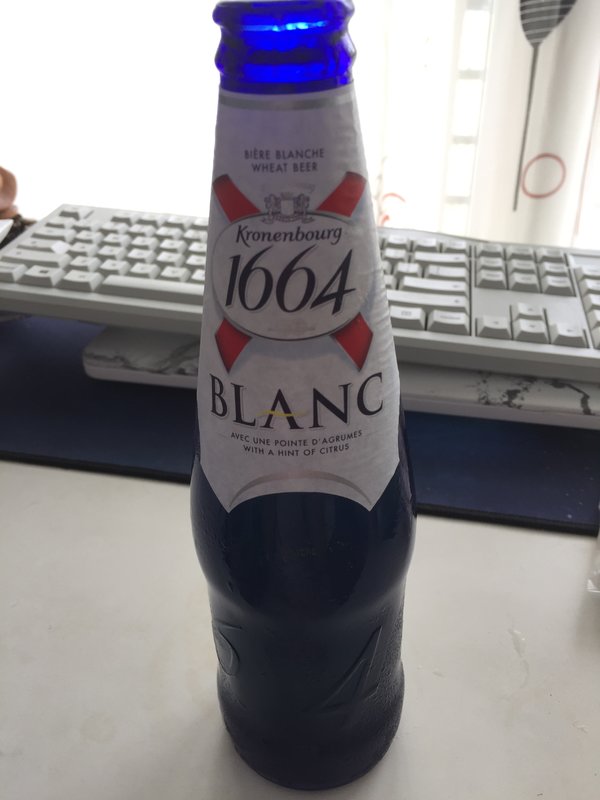 BIÈRE BLANCHE
WHEAT BEER
Kronenbourg
1664
BLANC
AVEC UNE POINTE D'AGRUMES
WITH A HINT OF CITRUS